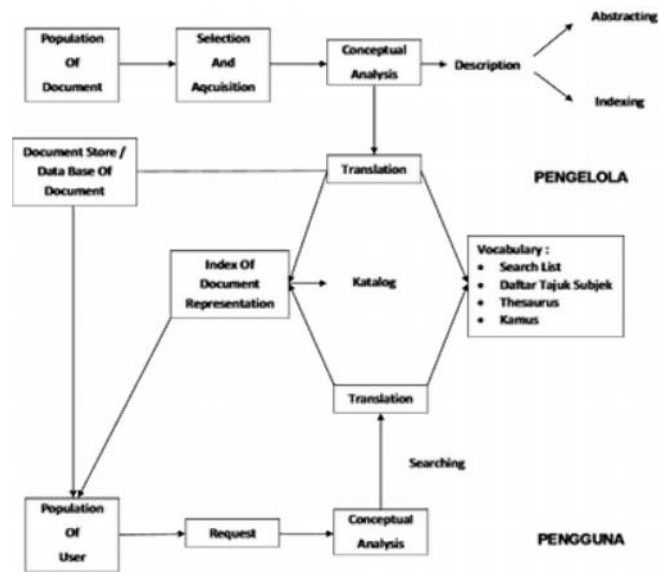 Population
Of
Document
Selection
And
Aqcuisition
Conceptual
Analysis
Description
Abstracting
Indexing
Document Store /
Data Base Of
Document
Translation
PENGELOLA
Index Of
Document
Representation
Katalog
Vocabulary :
• Search List
• Daftar Tajuk Subjek
• Thesaurus
• Kamus
Translation
Searching
Population
Of
User
Request
Conceptual
Analysis
PENGGUNA